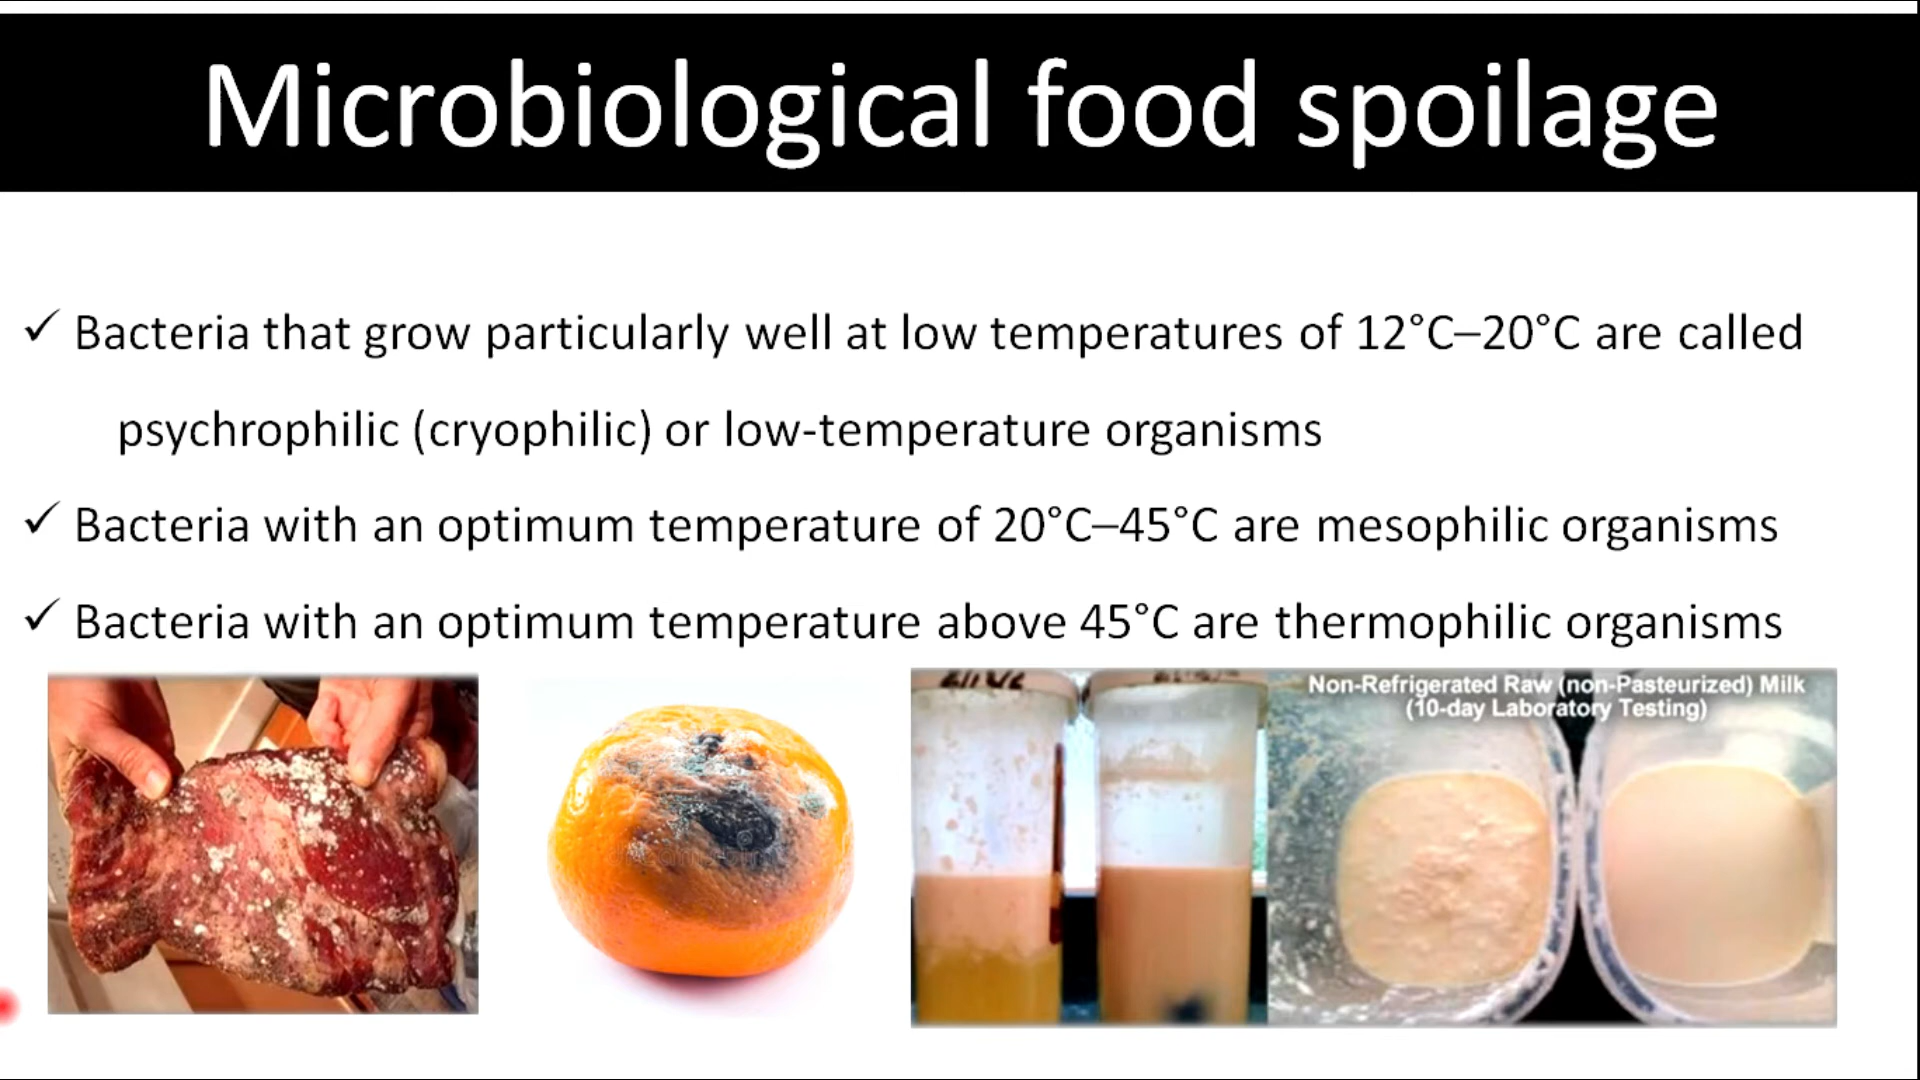 Microbiological food spoilage
✓ Bacteria that grow particularly well at low temperatures of 12°C–20°C are called
psychrophilic (cryophilic) or low-temperature organisms
✓ Bacteria with an optimum temperature of 20°C–45°C are mesophilic organisms
✓ Bacteria with an optimum temperature above 45°C are thermophilic organisms
Non-Refrigerated Raw (non-Pasteurized) Milk
(10-day Laboratory Testing)